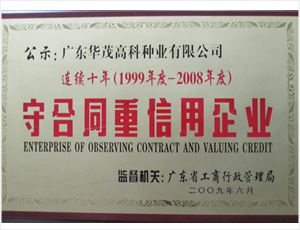 公示：广东华茂高科种业有限公司
连续十年(1999年度-2008年度)
守合同重信用企业
ENTERPRISE OF OBSERVING CONTRACT AND VALUING CREDIT
监督机关：广东省工商行政管理局
二〇〇九年六月